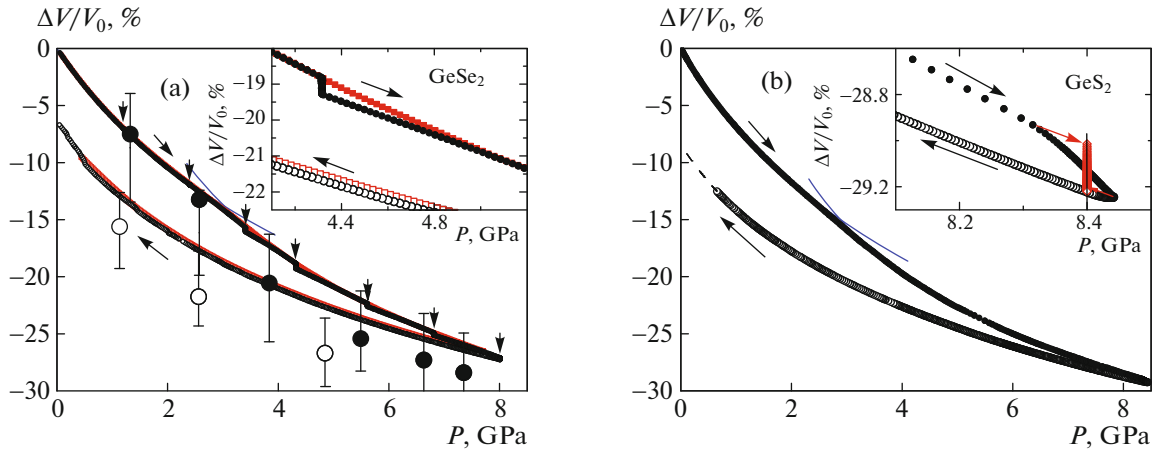 ΔV/V₀, %
0
−5
−10
−15
−20
−25
−30
0
2
4
6
8
P, GPa
(a)
GeSe₂
ΔV/V₀, %
−19
−20
−21
−22
4.4
4.8
P, GPa
ΔV/V₀, %
0
−5
−10
−15
−20
−25
−30
0
2
4
6
8
P, GPa
(b)
GeS₂
ΔV/V₀, %
−28.8
−29.2
8.2
8.4
P, GPa